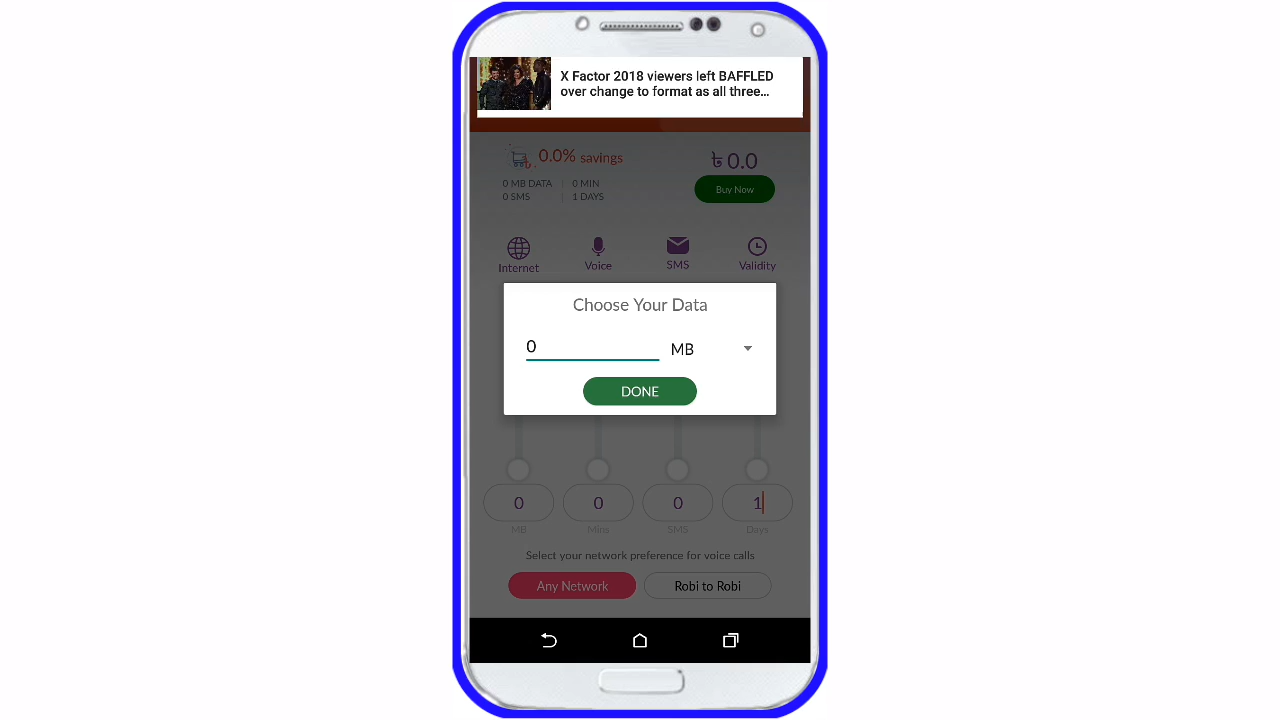 X Factor 2018 viewers left BAFFLED
over change to format as all three...
0.0% savings
৳ 0.0
0 MB DATA 0 MIN
0 SMS 1 DAYS
Buy Now
Internet Voice SMS Validity
Choose Your Data
0 MB
DONE
0 0 0 1
MB Mins SMS Days
Select your network preference for voice calls
Any Network Robi to Robi